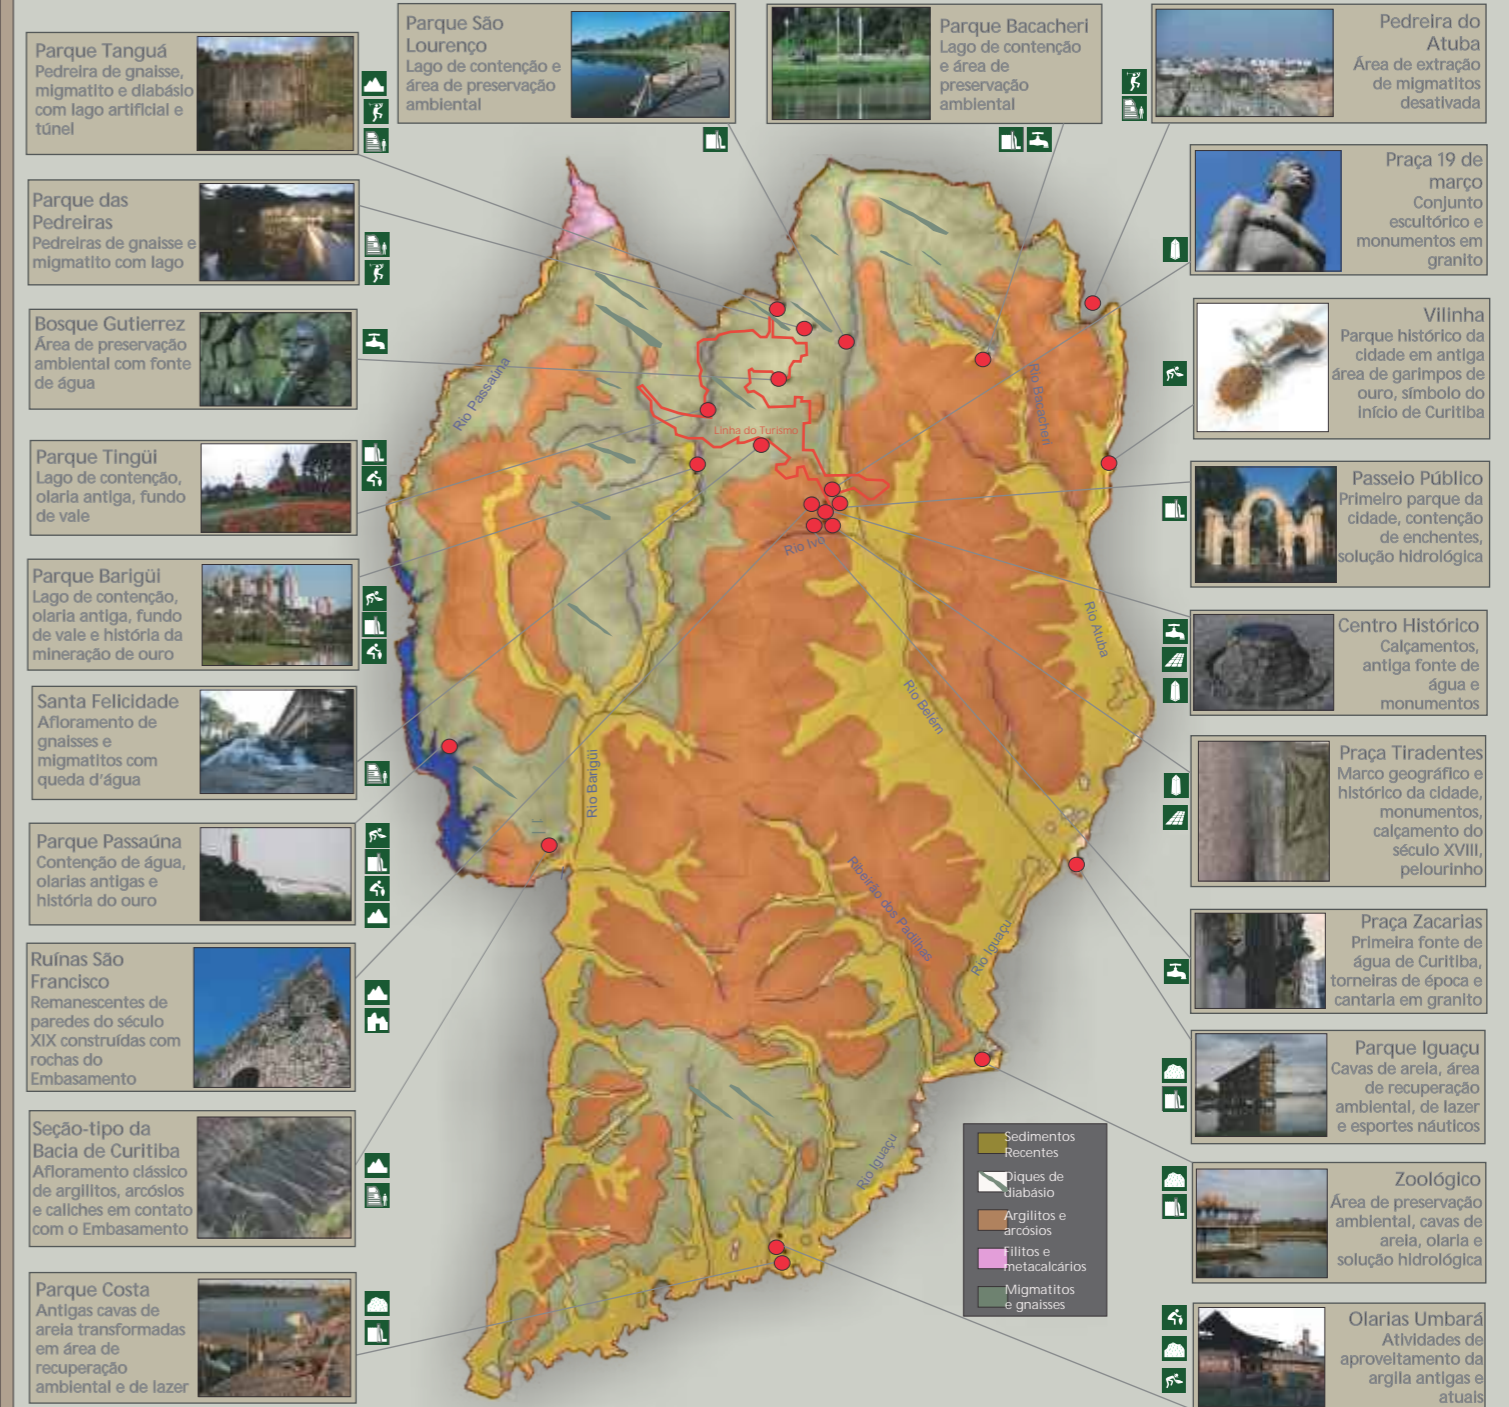 Parque Tanguá
Pedreira de gnaisse,
migmatito e diabásio
com lago artificial e
túnel
Parque São
Lourenço
Lago de contenção e
área de preservação
ambiental
Parque Bacacheri
Lago de contenção
e área de
preservação
ambiental
Pedreira do
Atuba
Área de extração
de migmatitos
desativada
Parque das
Pedreiras
Pedreiras de gnaisse e
migmatito com lago
Bosque Gutierrez
Área de preservação
ambiental com fonte
de água
Parque Tingüi
Lago de contenção,
olaria antiga, fundo
de vale
Parque Barigüi
Lago de contenção,
olaria antiga, fundo
de vale e história da
mineração de ouro
Santa Felicidade
Afloramento de
gnaisses e
migmatitos com
queda d'água
Parque Passaúna
Contenção de água,
olarias antigas e
história do ouro
Ruínas São
Francisco
Remanescentes de
paredes do século
XIX construídas com
rochas do
Embasamento
Seção-tipo da
Bacia de Curitiba
Afloramento clássico
de argilitos, arcósios
e caliches em contato
com o Embasamento
Parque Costa
Antigas cavas de
areia transformadas
em área de
recuperação
ambiental e de lazer
Rio Passaúna
Linha do Turismo
Rio Bacacheri
Rio Ivo
Rio Atuba
Rio Belém
Rio Barigüi
Ribeirão dos Padilhas
Rio Iguaçu
Rio Iguaçu
Sedimentos
Recentes
Diques de
diabásio
Argilitos e
arcósios
Filitos e
metacalcários
Migmatitos
e gnaisses
Praça 19 de
março
Conjunto
escultórico e
monumentos em
granito
Vilinha
Parque histórico da
cidade em antiga
área de garimpos de
ouro, símbolo do
início de Curitiba
Passeio Público
Primeiro parque da
cidade, contenção
de enchentes,
solução hidrológica
Centro Histórico
Calçamentos,
antiga fonte de
água e
monumentos
Praça Tiradentes
Marco geográfico e
histórico da cidade,
monumentos,
calçamento do
século XVIII,
pelourinho
Praça Zacarias
Primeira fonte de
água de Curitiba,
torneiras de época e
cantaria em granito
Parque Iguaçu
Cavas de areia, área
de recuperação
ambiental, de lazer
e esportes náuticos
Zoológico
Área de preservação
ambiental, cavas de
areia, olaria e
solução hidrológica
Olarias Umbará
Atividades de
aproveitamento da
argila antigas e
atuais